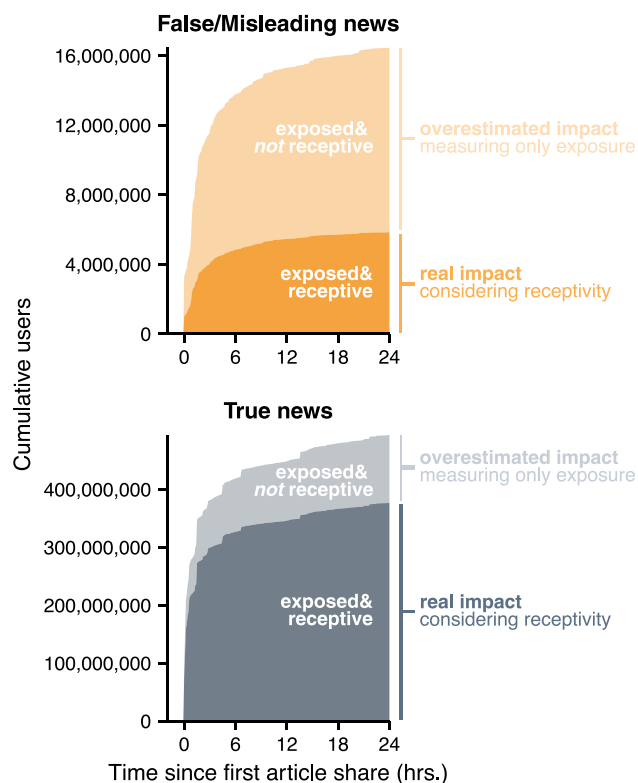 False/Misleading news
16,000,000
12,000,000
8,000,000
4,000,000
0
exposed&
not receptive
exposed&
receptive
overestimated impact
measuring only exposure
real impact
considering receptivity
0 6 12 18 24
Cumulative users
True news
400,000,000
300,000,000
200,000,000
100,000,000
0
exposed&
not receptive
exposed&
receptive
overestimated impact
measuring only exposure
real impact
considering receptivity
0 6 12 18 24
Time since first article share (hrs.)